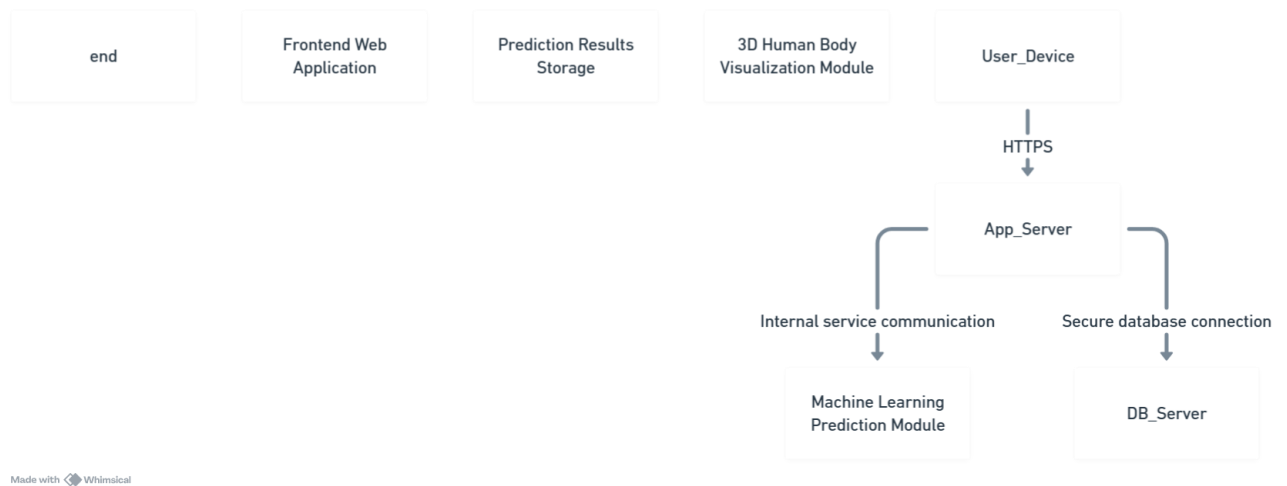 end
Frontend Web
Application
Prediction Results
Storage
3D Human Body
Visualization Module
User_Device
HTTPS
App_Server
Internal service communication
Secure database connection
Machine Learning
Prediction Module
DB_Server
Made with Whimsical